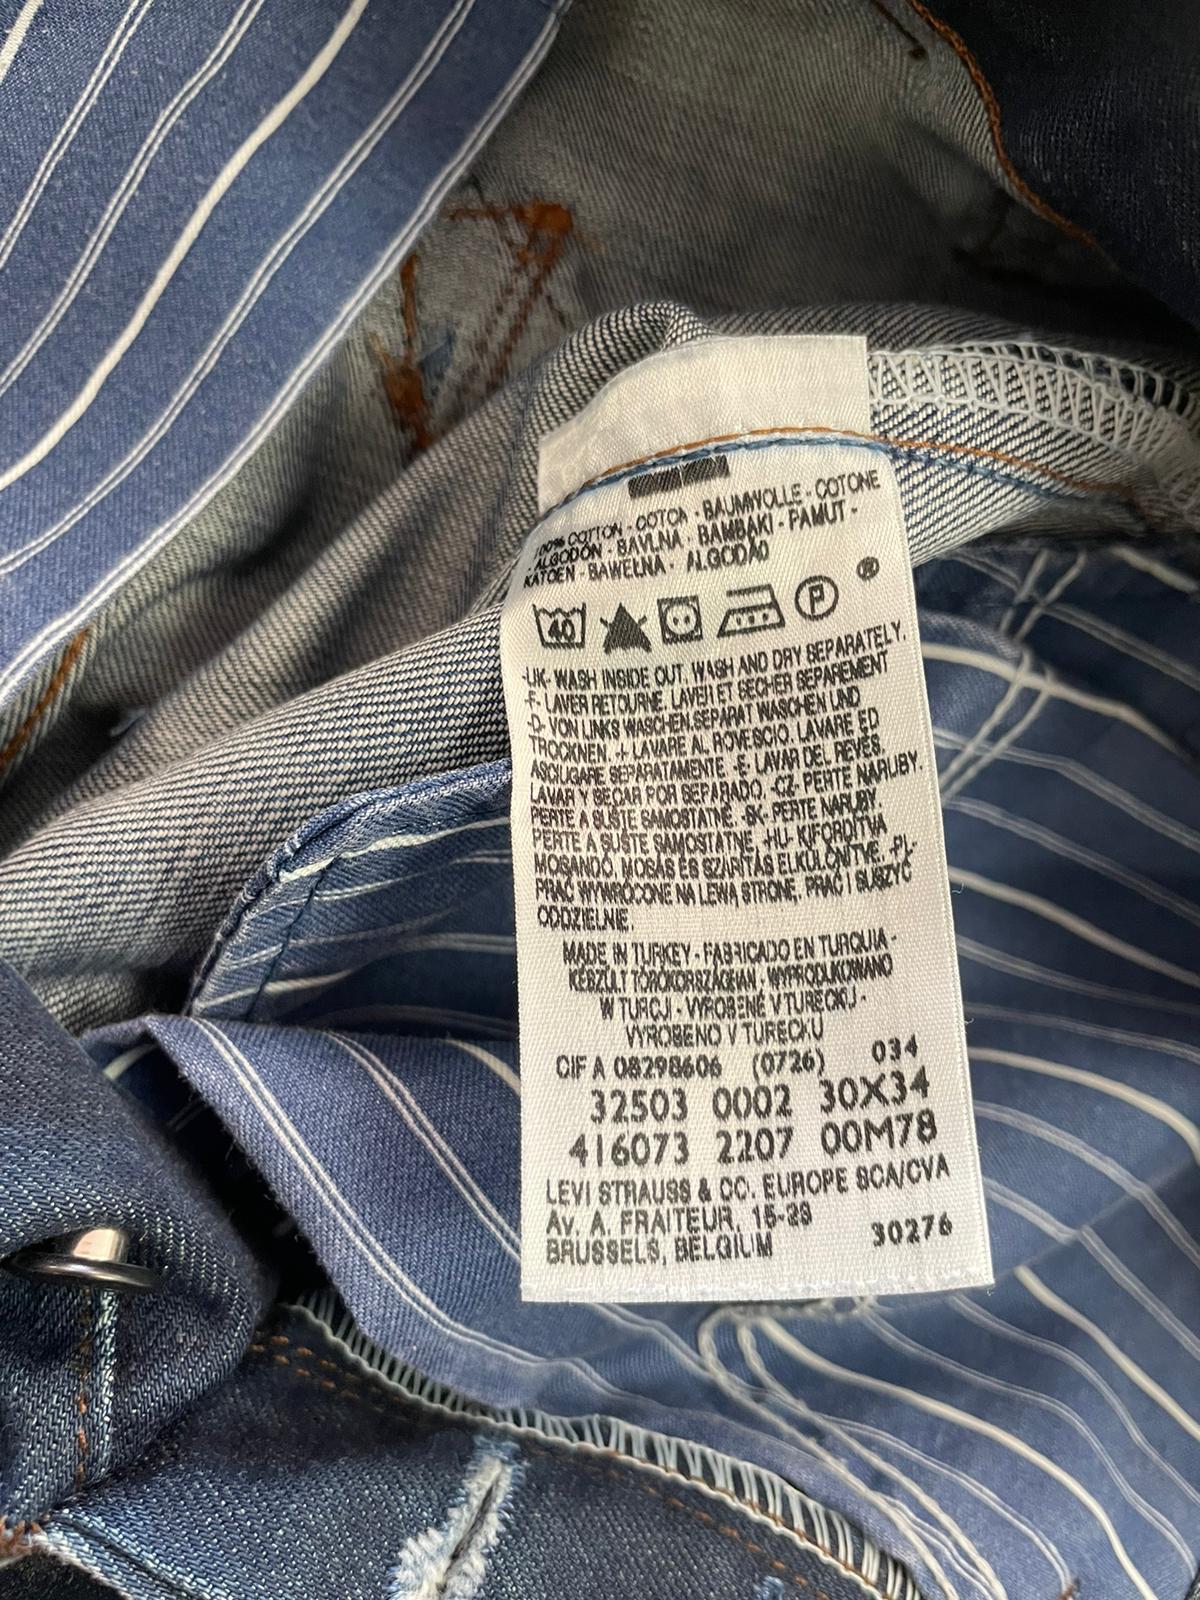 100% COTTON - COTON - BAUMWOLLE - COTONE
- ALGODÓN - BAVLNA - BAMBAKI - PAMUT -
KATOEN - BAWEŁNA - ALGODÃO
40 P ®
-UK- WASH INSIDE OUT. WASH AND DRY SEPARATELY.
-F- LAVER RETOURNE. LAVER ET SECHER SEPAREMENT
-D- VON LINKS WASCHEN.SEPARAT WASCHEN UND
TROCKNEN -I- LAVARE AL ROVESCIO. LAVARE ED
ASCIUGARE SEPARATAMENTE -E- LAVAR DEL REVES.
LAVAR Y SECAR POR SEPARADO. -CZ- PERTE NARUBY.
PERTE A SUŠTE SAMOSTATNĚ. -SK- PERTE NARUBY.
PERTE A SUŠTE SAMOSTATNE. -HU- KIFORDÍTVA
MOSANDÓ. MOSÁS ÉS SZÁRÍTÁS ELKÜLÖNÍTVE. -PL-
PRAĆ WYWRÓCONE NA LEWĄ STRONĘ. PRAĆ I SUSZYĆ
ODDZIELNIE.
MADE IN TURKEY - FABRICADO EN TURQUIA -
KÉSZÜLT TÖRÖKORSZÁGBAN - WYPRODUKOWANO
W TURCJI - VYROBENÉ V TURECKU -
VYROBENO V TURECKU
CIF A 08298606 (0726) 034
32503 0002 30X34
416073 2207 00M78
LEVI STRAUSS & CO. EUROPE SCA/CVA
Av. A. FRAITEUR, 15-23
BRUSSELS, BELGIUM 30276